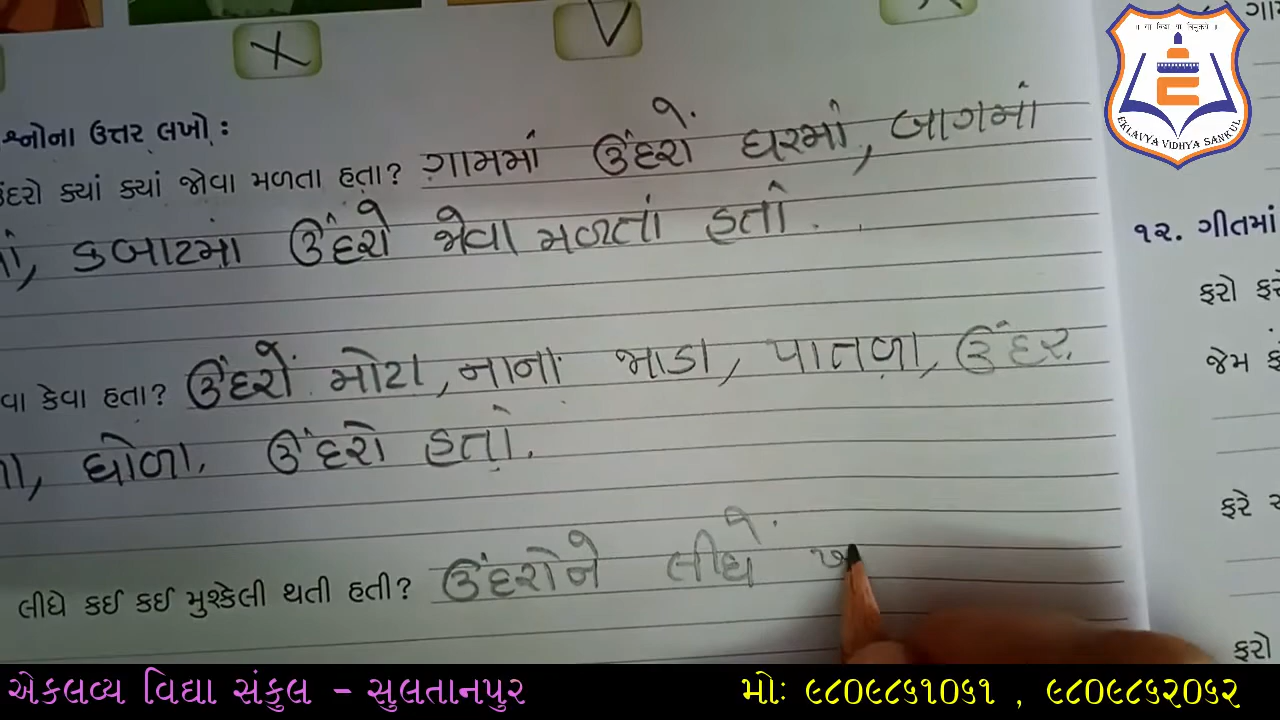 X
V
॥ सा विद्या या विमुक्तये ॥
EKLAVYA VIDHYA SANKUL
શ્નોના ઉત્તર લખો :
ઉંદરો ક્યાં ક્યાં જોવા મળતા હતા? ગામમાં ઉંદરો ઘરમાં, બાગમાં
કબાટમા ઉંદરો જોવા મળતાં હતાં.
વા કેવા હતા? ઉંદરો મોટા, નાનાં જાડા, પાતળા, ઉંદર
ધોળા. ઉંદરો હતાં.
લીધે કઈ કઈ મુશ્કેલી થતી હતી? ઉંદરોને લીધે ખ
૧૨. ગીતમાં
ફરો
જેમ
ફરે
ફરો
એકલવ્ય વિદ્યા સંકુલ - સુલતાનપુર
મોઃ ૯૮૦૯૮૬૧૦૬૧ , ૯૮૦૯૮૬૨૦૬૨